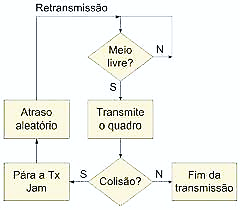 Retransmissão
Meio
livre?
N
S
Atraso
aleatório
Transmite
o quadro
Pára a Tx
Jam
S
Colisão?
N
Fim da
transmissão